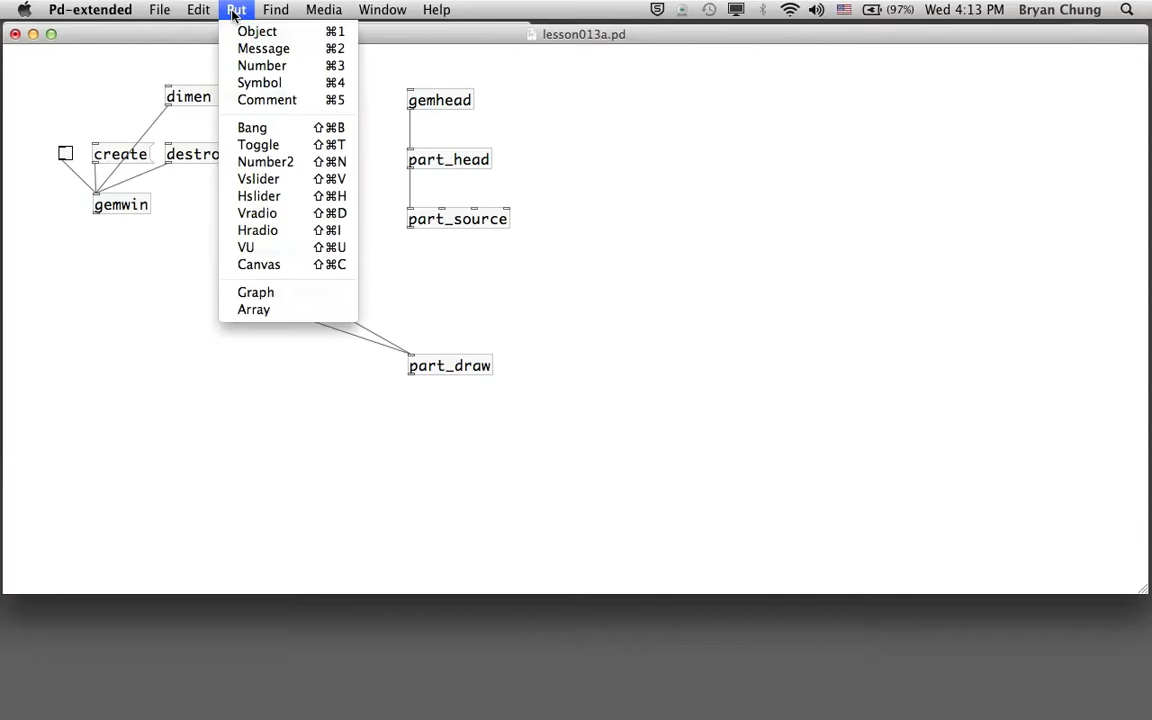 Pd-extended File Edit Put Find Media Window Help (97%) Wed 4:13 PM Bryan Chung
lesson013a.pd
Object ⌘1
Message ⌘2
Number ⌘3
Symbol ⌘4
Comment ⌘5
Bang ⇧⌘B
Toggle ⇧⌘T
Number2 ⇧⌘N
Vslider ⇧⌘V
Hslider ⇧⌘H
Vradio ⇧⌘D
Hradio ⇧⌘I
VU ⇧⌘U
Canvas ⇧⌘C
Graph
Array
dimen
create
destro
gemwin
gemhead
part_head
part_source
part_draw